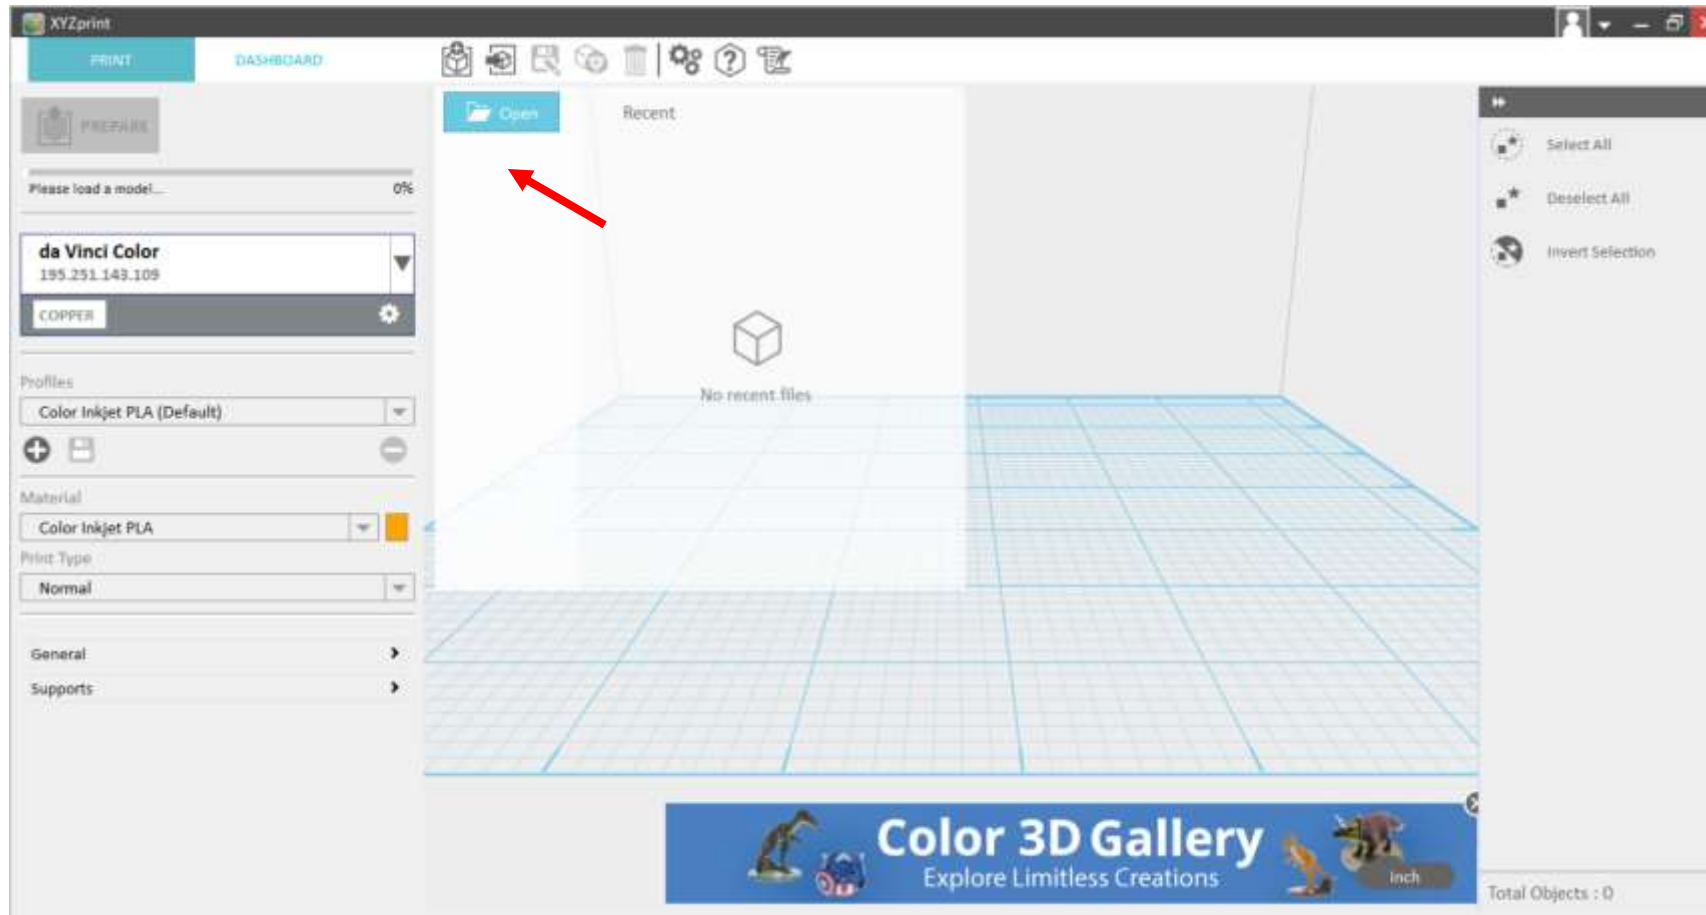 XYZprint
PRINT
DASHBOARD
PREPARE
Please load a model...
0%
da Vinci Color
195.251.143.109
COPPER
Profiles
Color Inkjet PLA (Default)
Material
Color Inkjet PLA
Print Type
Normal
General
Supports
Open
Recent
No recent files
Color 3D Gallery
Explore Limitless Creations
Inch
Select All
Deselect All
Invert Selection
Total Objects : 0